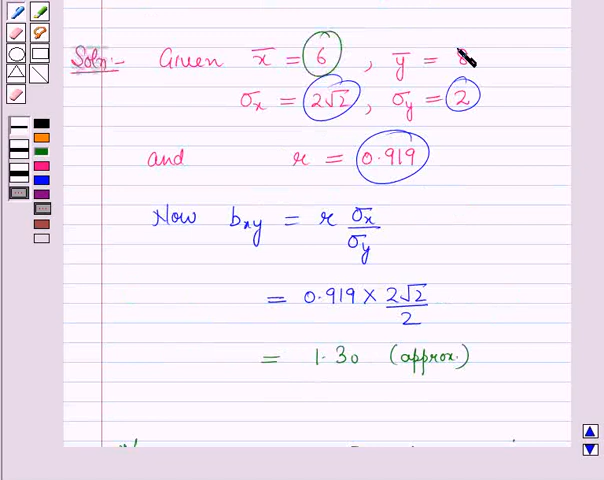 Soln:- Given x̄ = 6 , ȳ = 8
σx = 2√2 , σy = 2
and r = 0.919
Now bxy = r σx/σy
= 0.919 × 2√2/2
= 1.30 (approx.)